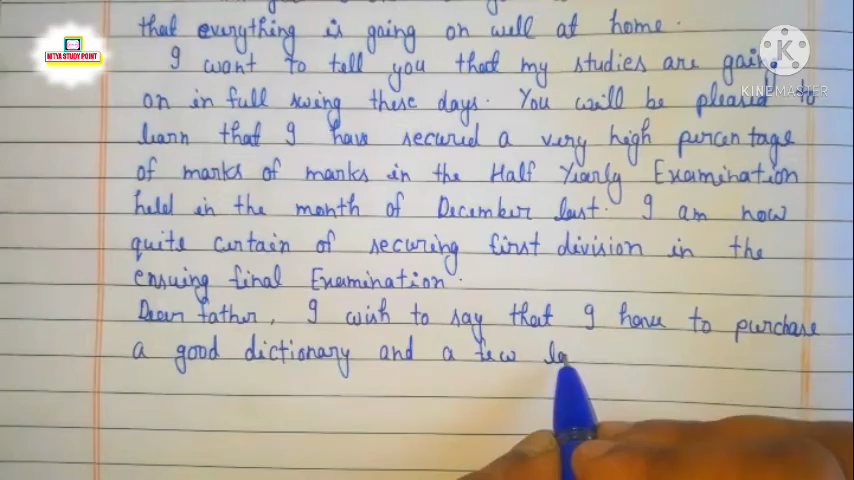 that everything is going on well at home.
NITYA STUDY POINT
I want to tell you that my studies are going
KINEMASTER
on in full swing these days. You will be pleased to
learn that I have secured a very high percentage
of marks of marks in the Half Yearly Examination
held in the month of December last. I am now
quite certain of securing first division in the
ensuing final Examination.
Dear father, I wish to say that I have to purchase
a good dictionary and a few